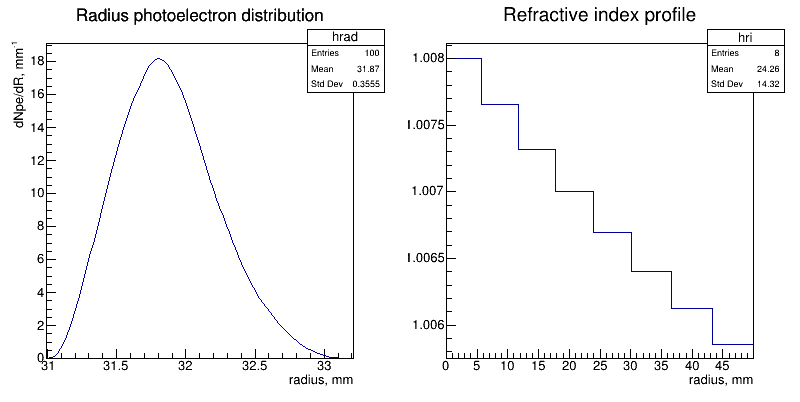 Radius photoelectron distribution
hrad
Entries 100
Mean 31.87
Std Dev 0.3555
dNpe/dR, mm⁻¹
18
16
14
12
10
8
6
4
2
0
31 31.5 32 32.5 33
radius, mm
Refractive index profile
hri
Entries 8
Mean 24.26
Std Dev 14.32
1.008
1.0075
1.007
1.0065
1.006
0 5 10 15 20 25 30 35 40 45
radius, mm